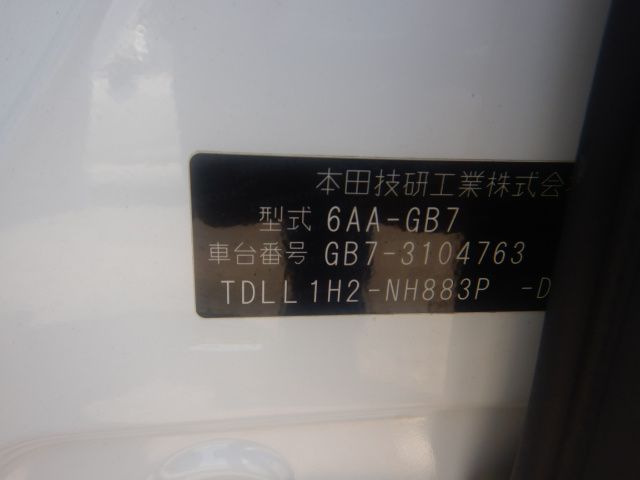 本田技研工業株式会
型式 6AA-GB7
車台番号 GB7-3104763
TDLL1H2-NH883P -D